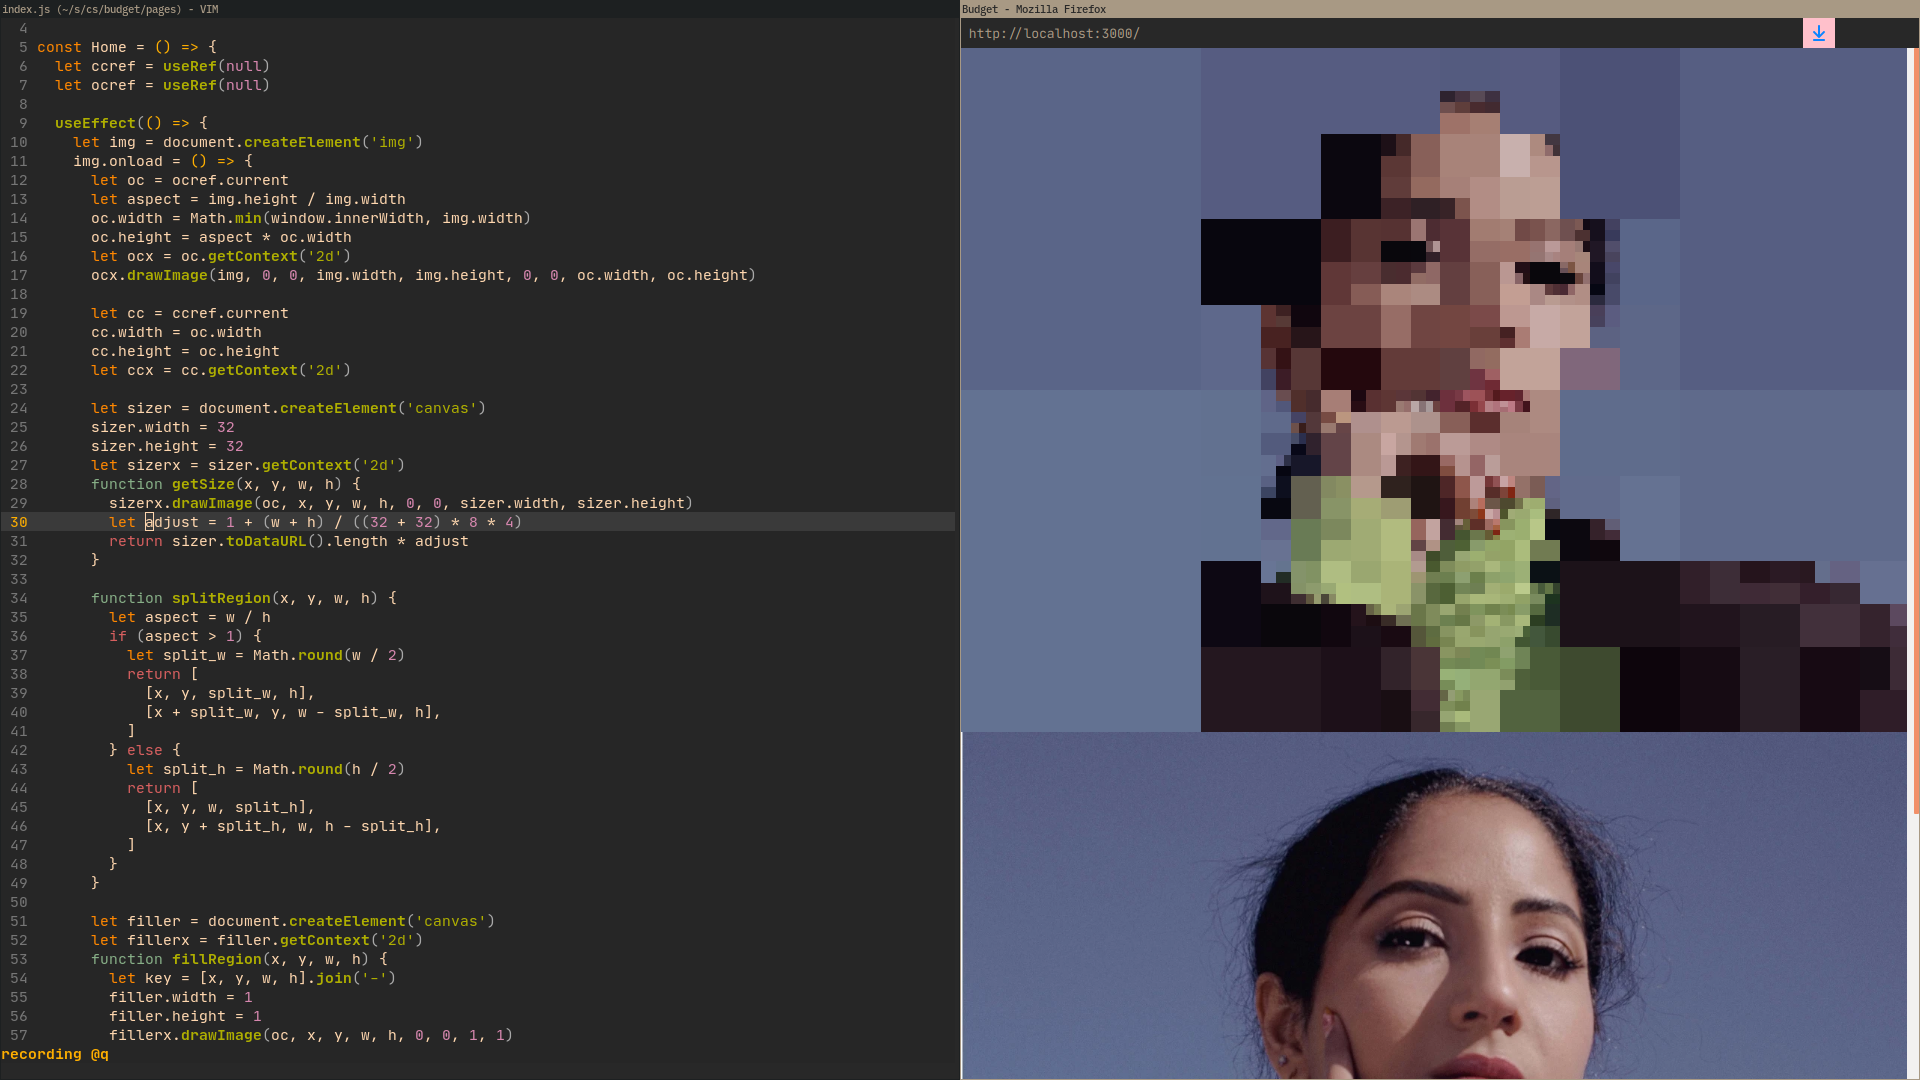 index.js (~/s/cs/budget/pages) - VIM
4
5 const Home = () => {
6   let ccref = useRef(null)
7   let ocref = useRef(null)
8
9   useEffect(() => {
10     let img = document.createElement('img')
11     img.onload = () => {
12       let oc = ocref.current
13       let aspect = img.height / img.width
14       oc.width = Math.min(window.innerWidth, img.width)
15       oc.height = aspect * oc.width
16       let ocx = oc.getContext('2d')
17       ocx.drawImage(img, 0, 0, img.width, img.height, 0, 0, oc.width, oc.height)
18
19       let cc = ccref.current
20       cc.width = oc.width
21       cc.height = oc.height
22       let ccx = cc.getContext('2d')
23
24       let sizer = document.createElement('canvas')
25       sizer.width = 32
26       sizer.height = 32
27       let sizerx = sizer.getContext('2d')
28       function getSize(x, y, w, h) {
29         sizerx.drawImage(oc, x, y, w, h, 0, 0, sizer.width, sizer.height)
30         let adjust = 1 + (w + h) / ((32 + 32) * 8 * 4)
31         return sizer.toDataURL().length * adjust
32       }
33
34       function splitRegion(x, y, w, h) {
35         let aspect = w / h
36         if (aspect > 1) {
37           let split_w = Math.round(w / 2)
38           return [
39             [x, y, split_w, h],
40             [x + split_w, y, w - split_w, h],
41           ]
42         } else {
43           let split_h = Math.round(h / 2)
44           return [
45             [x, y, w, split_h],
46             [x, y + split_h, w, h - split_h],
47           ]
48         }
49       }
50
51       let filler = document.createElement('canvas')
52       let fillerx = filler.getContext('2d')
53       function fillRegion(x, y, w, h) {
54         let key = [x, y, w, h].join('-')
55         filler.width = 1
56         filler.height = 1
57         fillerx.drawImage(oc, x, y, w, h, 0, 0, 1, 1)
recording @q
Budget - Mozilla Firefox
http://localhost:3000/